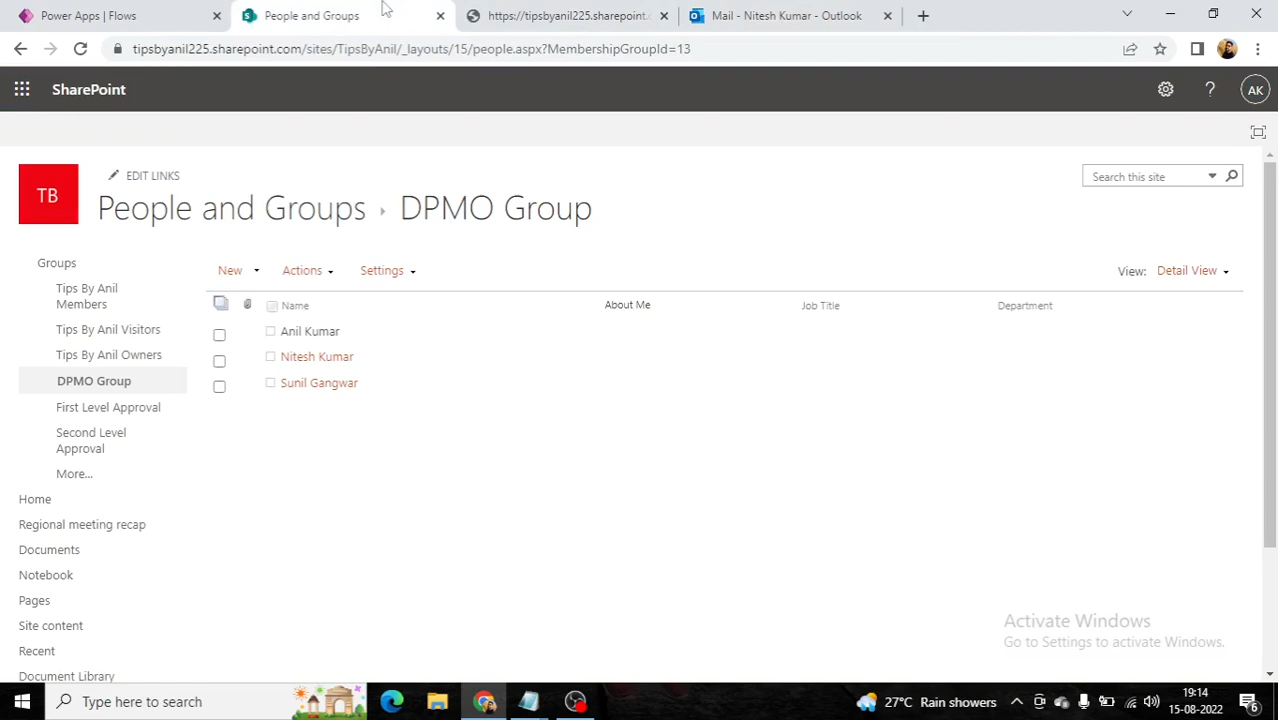 Power Apps | Flows
People and Groups
https://tipsbyanil225.sharepoint.
Mail - Nitesh Kumar - Outlook
tipsbyanil225.sharepoint.com/sites/TipsByAnil/_layouts/15/people.aspx?MembershipGroupId=13
SharePoint
AK
TB
EDIT LINKS
Search this site
People and Groups › DPMO Group
Groups
Tips By Anil
Members
Tips By Anil Visitors
Tips By Anil Owners
DPMO Group
First Level Approval
Second Level
Approval
More...
Home
Regional meeting recap
Documents
Notebook
Pages
Site content
Recent
Document Library
New Actions Settings
View: Detail View
Name About Me Job Title Department
Anil Kumar
Nitesh Kumar
Sunil Gangwar
Activate Windows
Go to Settings to activate Windows.
Type here to search
27°C Rain showers
19:14
15-08-2022
6